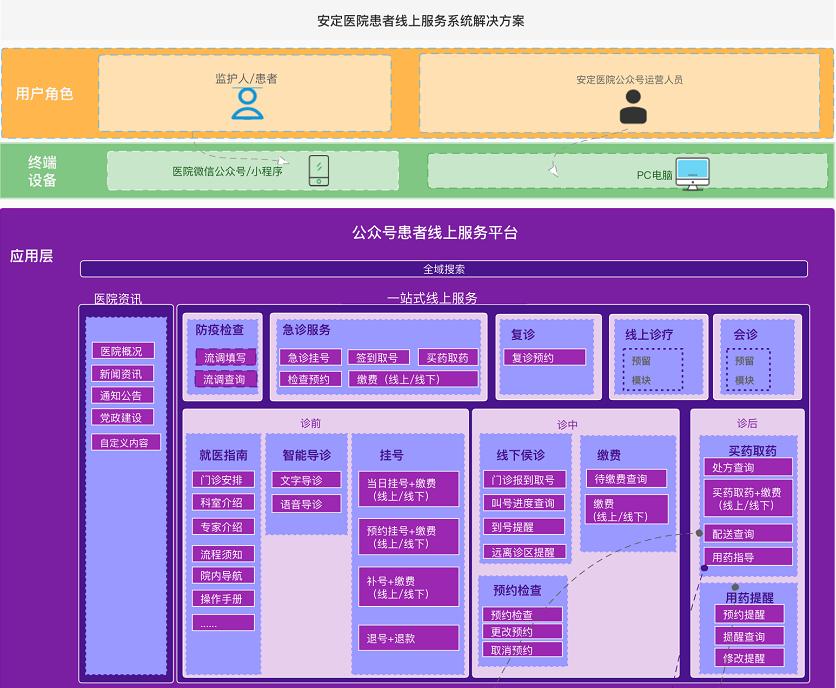 安定医院患者线上服务系统解决方案
用户角色
监护人/患者
安定医院公众号运营人员
终端
设备
医院微信公众号/小程序
PC电脑
应用层
公众号患者线上服务平台
全域搜索
医院资讯
一站式线上服务
医院概况
新闻资讯
通知公告
党政建设
自定义内容
防疫检查
流调填写
流调查询
急诊服务
急诊挂号
签到取号
买药取药
检查预约
缴费（线上/线下）
复诊
复诊预约
线上诊疗
预留
模块
会诊
预留
模块
诊前
就医指南
门诊安排
科室介绍
专家介绍
流程须知
院内导航
操作手册
......
智能导诊
文字导诊
语音导诊
挂号
当日挂号+缴费
（线上/线下）
预约挂号+缴费
（线上/线下）
补号+缴费
（线上/线下）
退号+退款
诊中
线下侯诊
门诊报到取号
叫号进度查询
到号提醒
远离诊区提醒
预约检查
预约检查
更改预约
取消预约
缴费
待缴费查询
缴费
（线上/线下）
诊后
买药取药
处方查询
买药取药+缴费
（线上/线下）
配送查询
用药指导
用药提醒
预约提醒
提醒查询
修改提醒